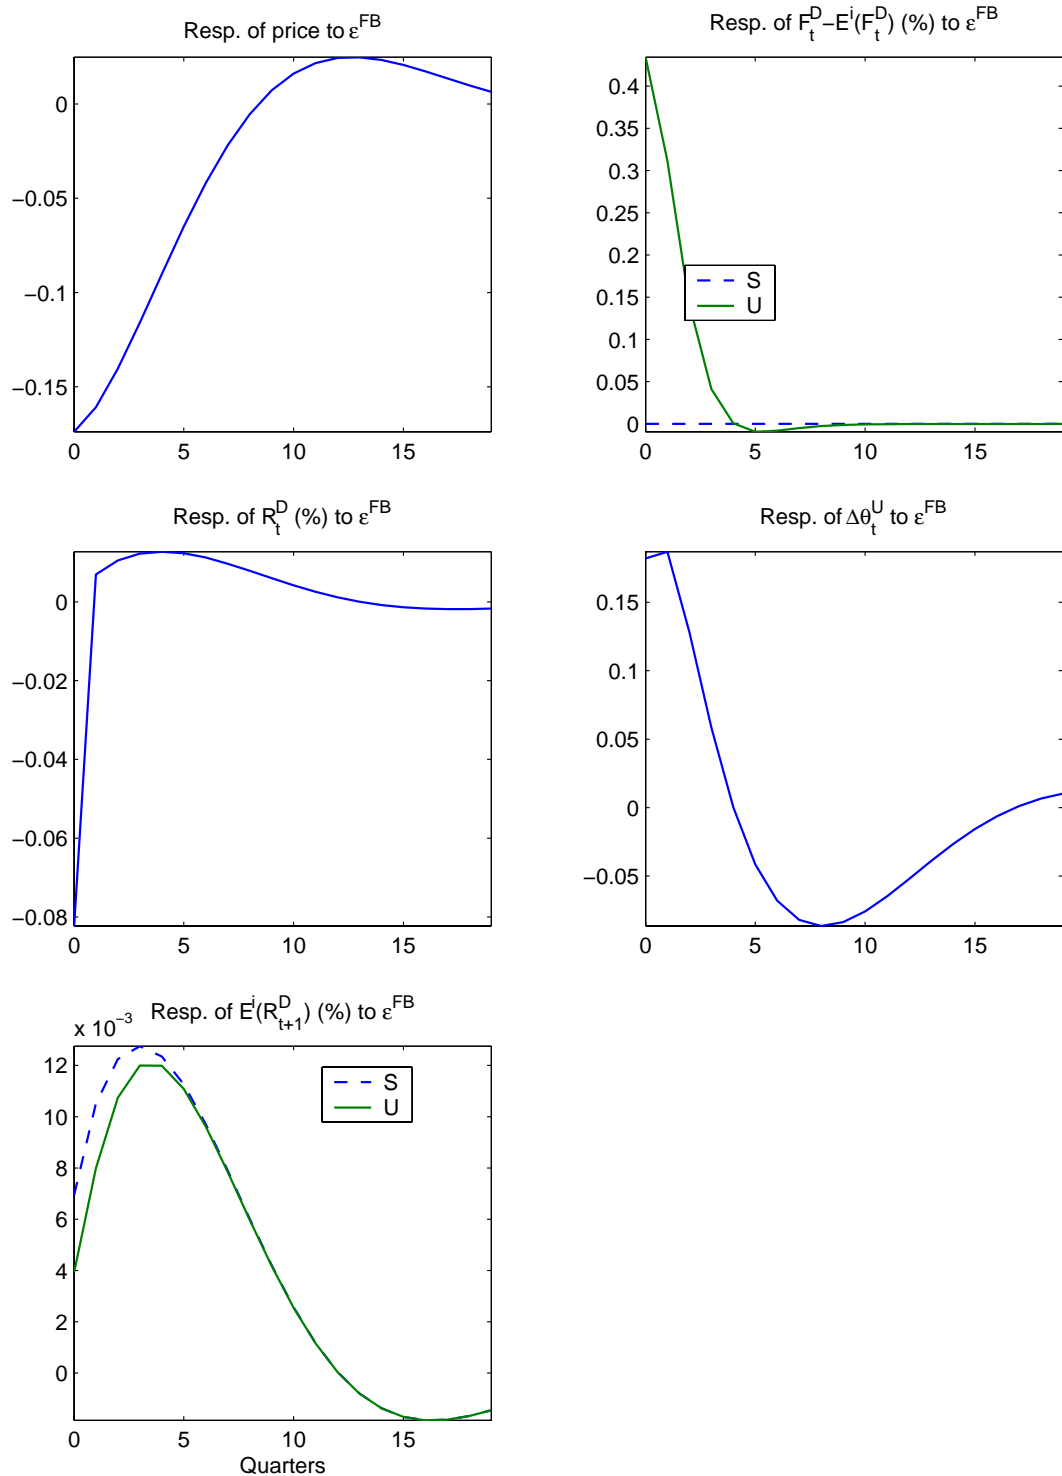 Resp. of price to ε^FB
0
−0.05
−0.1
−0.15
0 5 10 15
Resp. of F_t^D−E^i(F_t^D) (%) to ε^FB
0.4
0.35
0.3
0.25
0.2
0.15
0.1
0.05
0
S
U
0 5 10 15
Resp. of R_t^D (%) to ε^FB
0
−0.02
−0.04
−0.06
−0.08
0 5 10 15
Resp. of Δθ_t^U to ε^FB
0.15
0.1
0.05
0
−0.05
0 5 10 15
Resp. of E^i(R_{t+1}^D) (%) to ε^FB
x 10^−3
12
10
8
6
4
2
0
S
U
0 5 10 15
Quarters